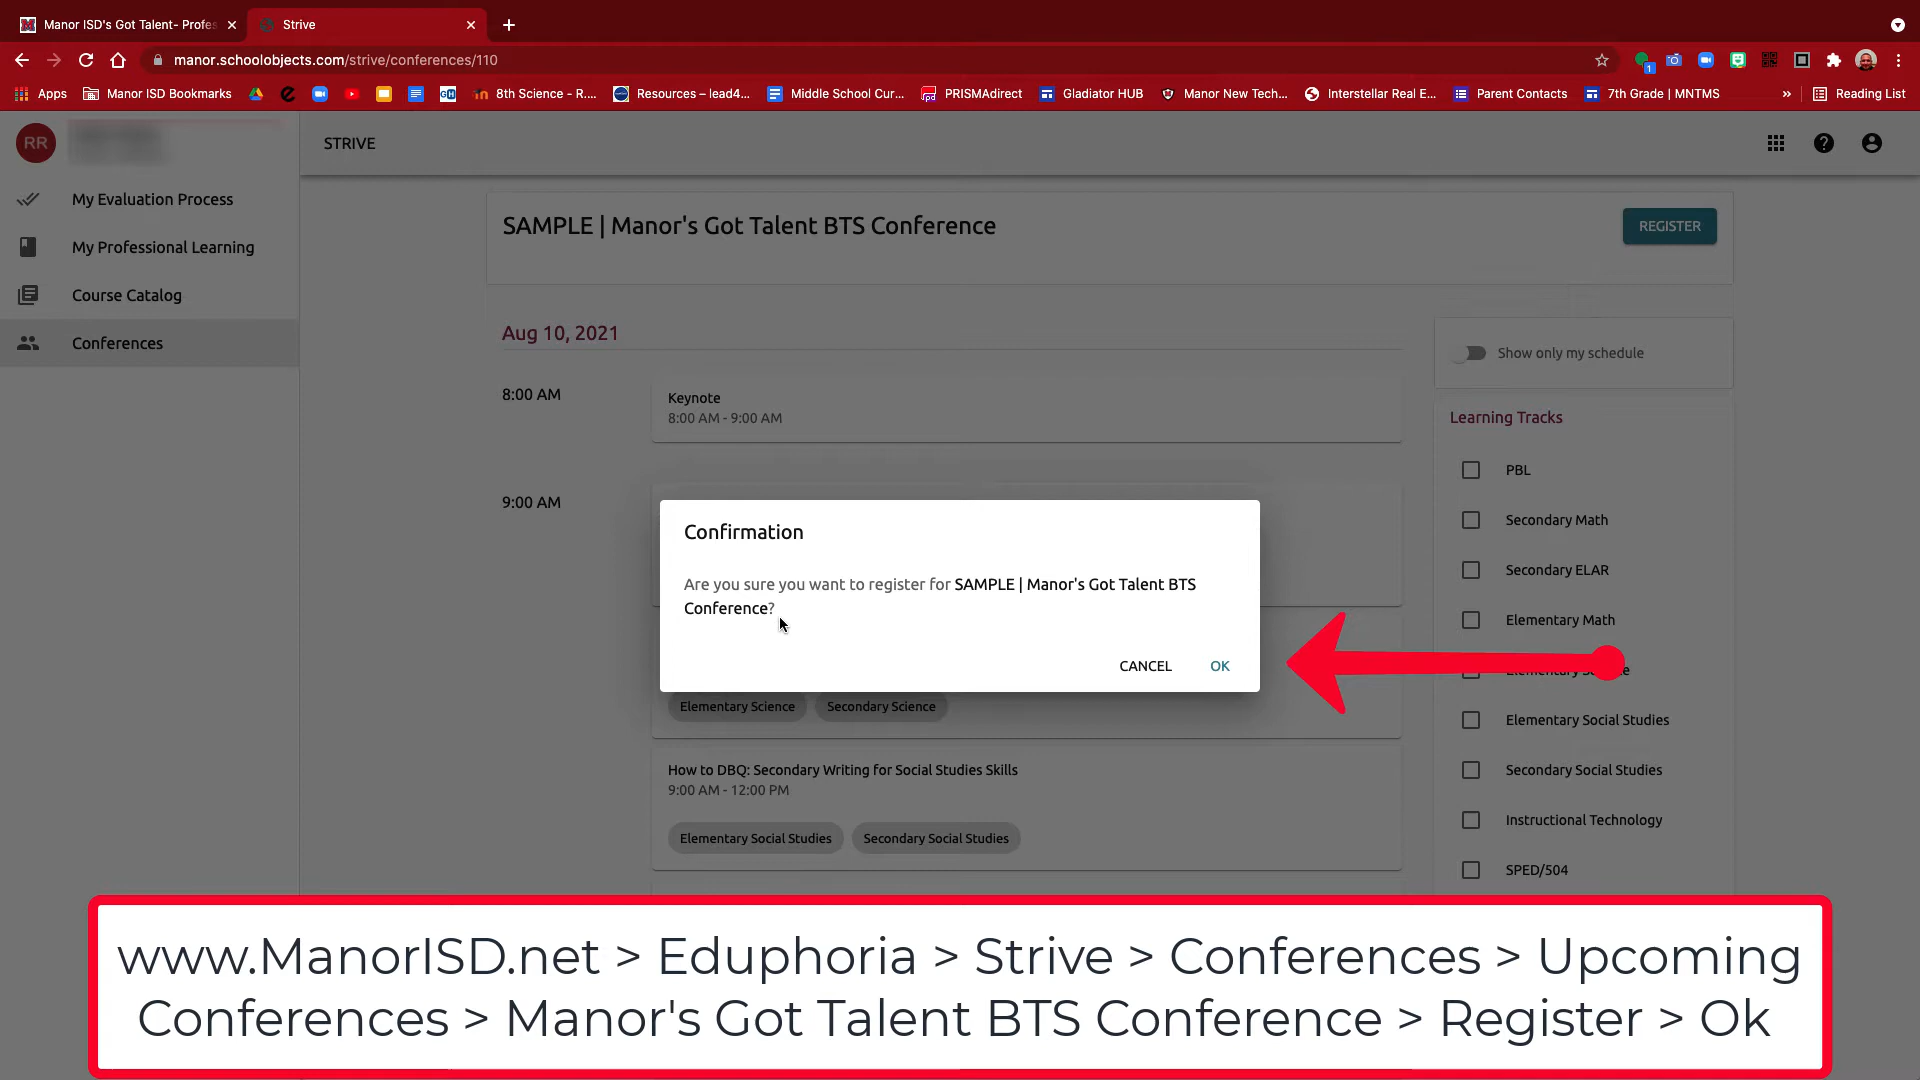 Manor ISD's Got Talent- Profes
Strive
manor.schoolobjects.com/strive/conferences/110
1
Apps
Manor ISD Bookmarks
GH
8th Science - R....
Resources – lead4...
Middle School Cur...
PRISMAdirect
Gladiator HUB
Manor New Tech...
Interstellar Real E...
Parent Contacts
7th Grade | MNTMS
»
Reading List
RR
STRIVE
My Evaluation Process
My Professional Learning
Course Catalog
Conferences
SAMPLE | Manor's Got Talent BTS Conference
REGISTER
Aug 10, 2021
Show only my schedule
8:00 AM
Keynote
8:00 AM - 9:00 AM
Learning Tracks
PBL
Secondary Math
Secondary ELAR
Elementary Math
Elementary Social Studies
Secondary Social Studies
Instructional Technology
SPED/504
9:00 AM
Confirmation
Are you sure you want to register for SAMPLE | Manor's Got Talent BTS
Conference?
CANCEL
OK
Elementary Science
Secondary Science
How to DBQ: Secondary Writing for Social Studies Skills
9:00 AM - 12:00 PM
Elementary Social Studies
Secondary Social Studies
www.ManorISD.net > Eduphoria > Strive > Conferences > Upcoming
Conferences > Manor's Got Talent BTS Conference > Register > Ok